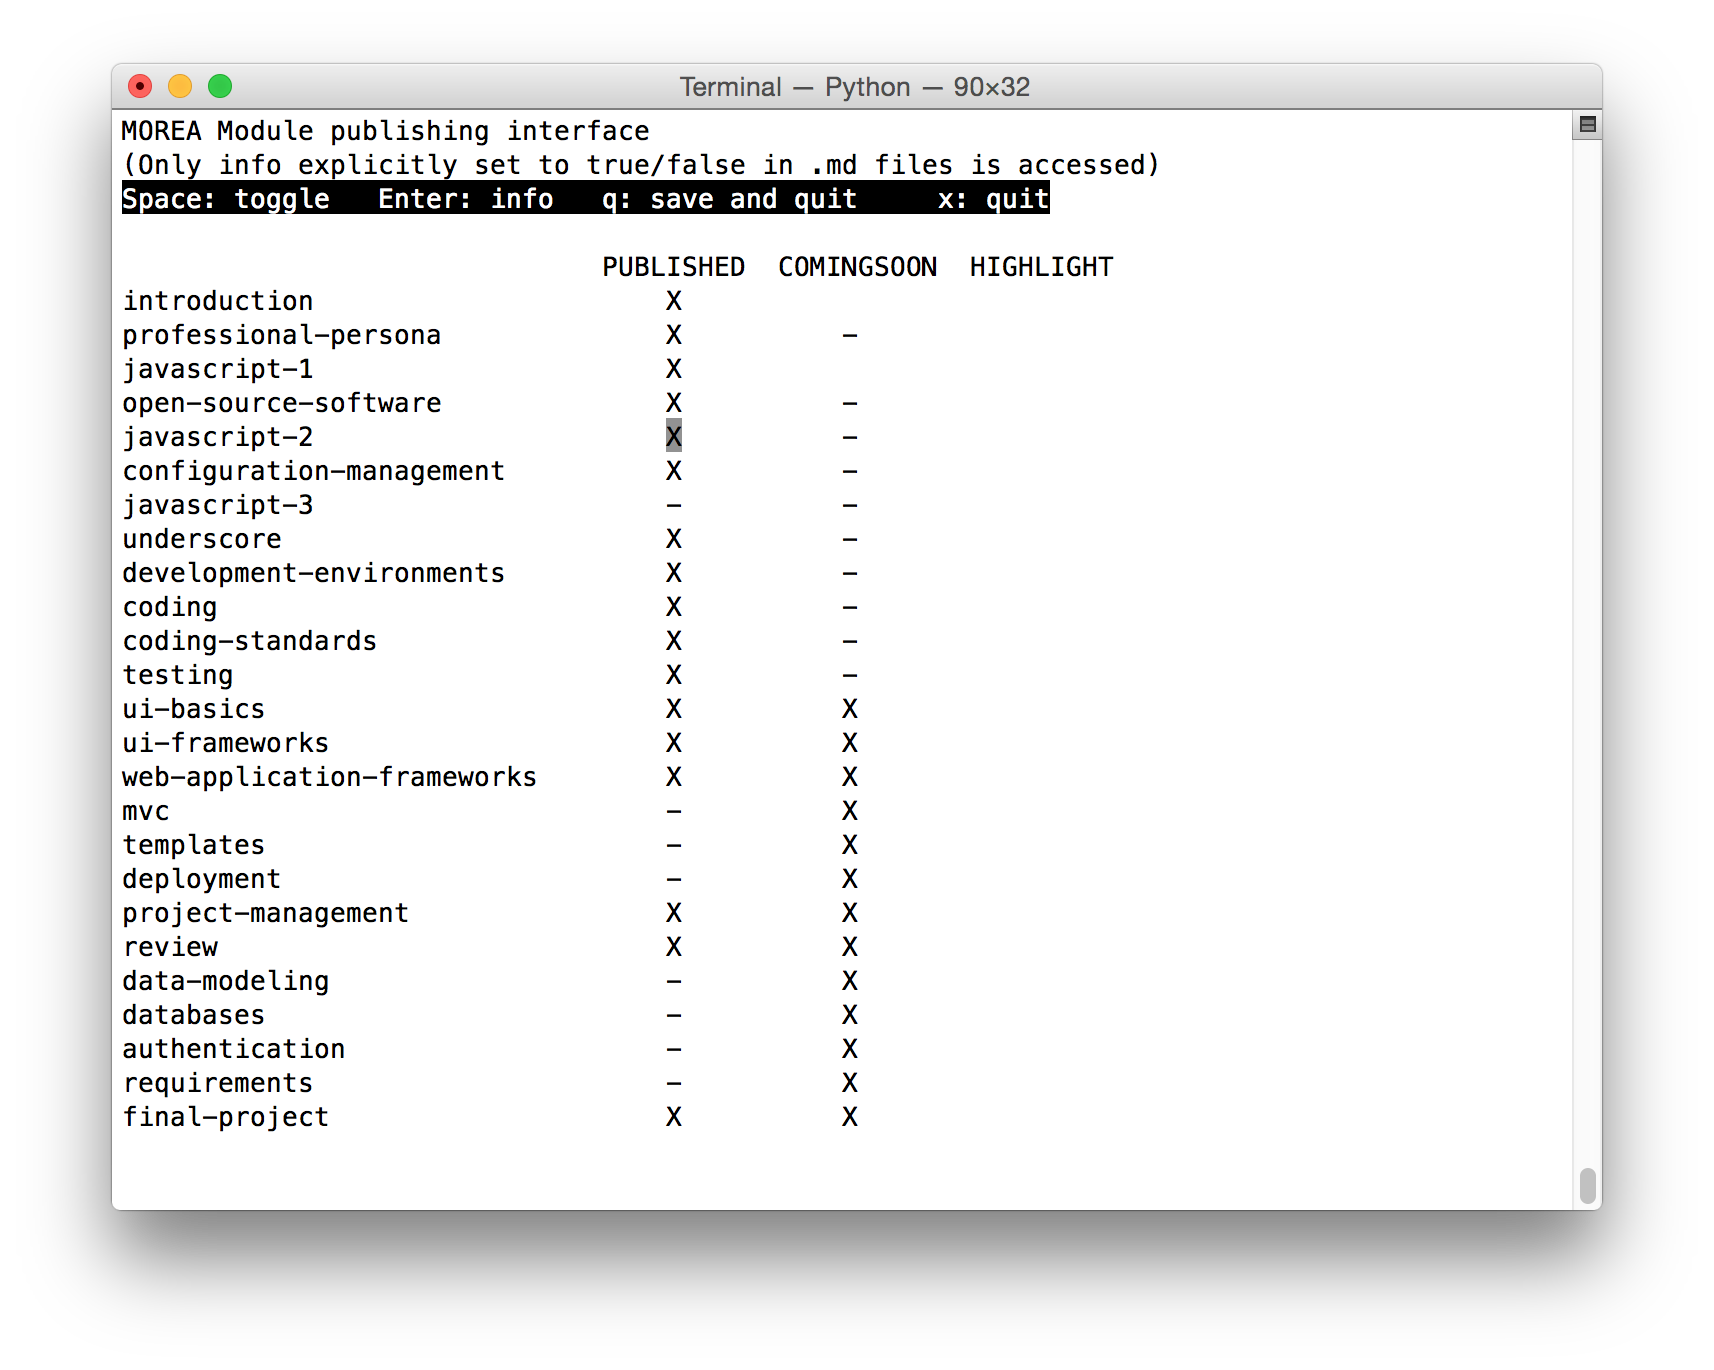 Terminal — Python — 90×32
MOREA Module publishing interface
(Only info explicitly set to true/false in .md files is accessed)
Space: toggle   Enter: info   q: save and quit     x: quit
PUBLISHED  COMINGSOON  HIGHLIGHT
introduction X
professional-persona X -
javascript-1 X
open-source-software X -
javascript-2 X -
configuration-management X -
javascript-3 - -
underscore X -
development-environments X -
coding X -
coding-standards X -
testing X -
ui-basics X X
ui-frameworks X X
web-application-frameworks X X
mvc - X
templates - X
deployment - X
project-management X X
review X X
data-modeling - X
databases - X
authentication - X
requirements - X
final-project X X